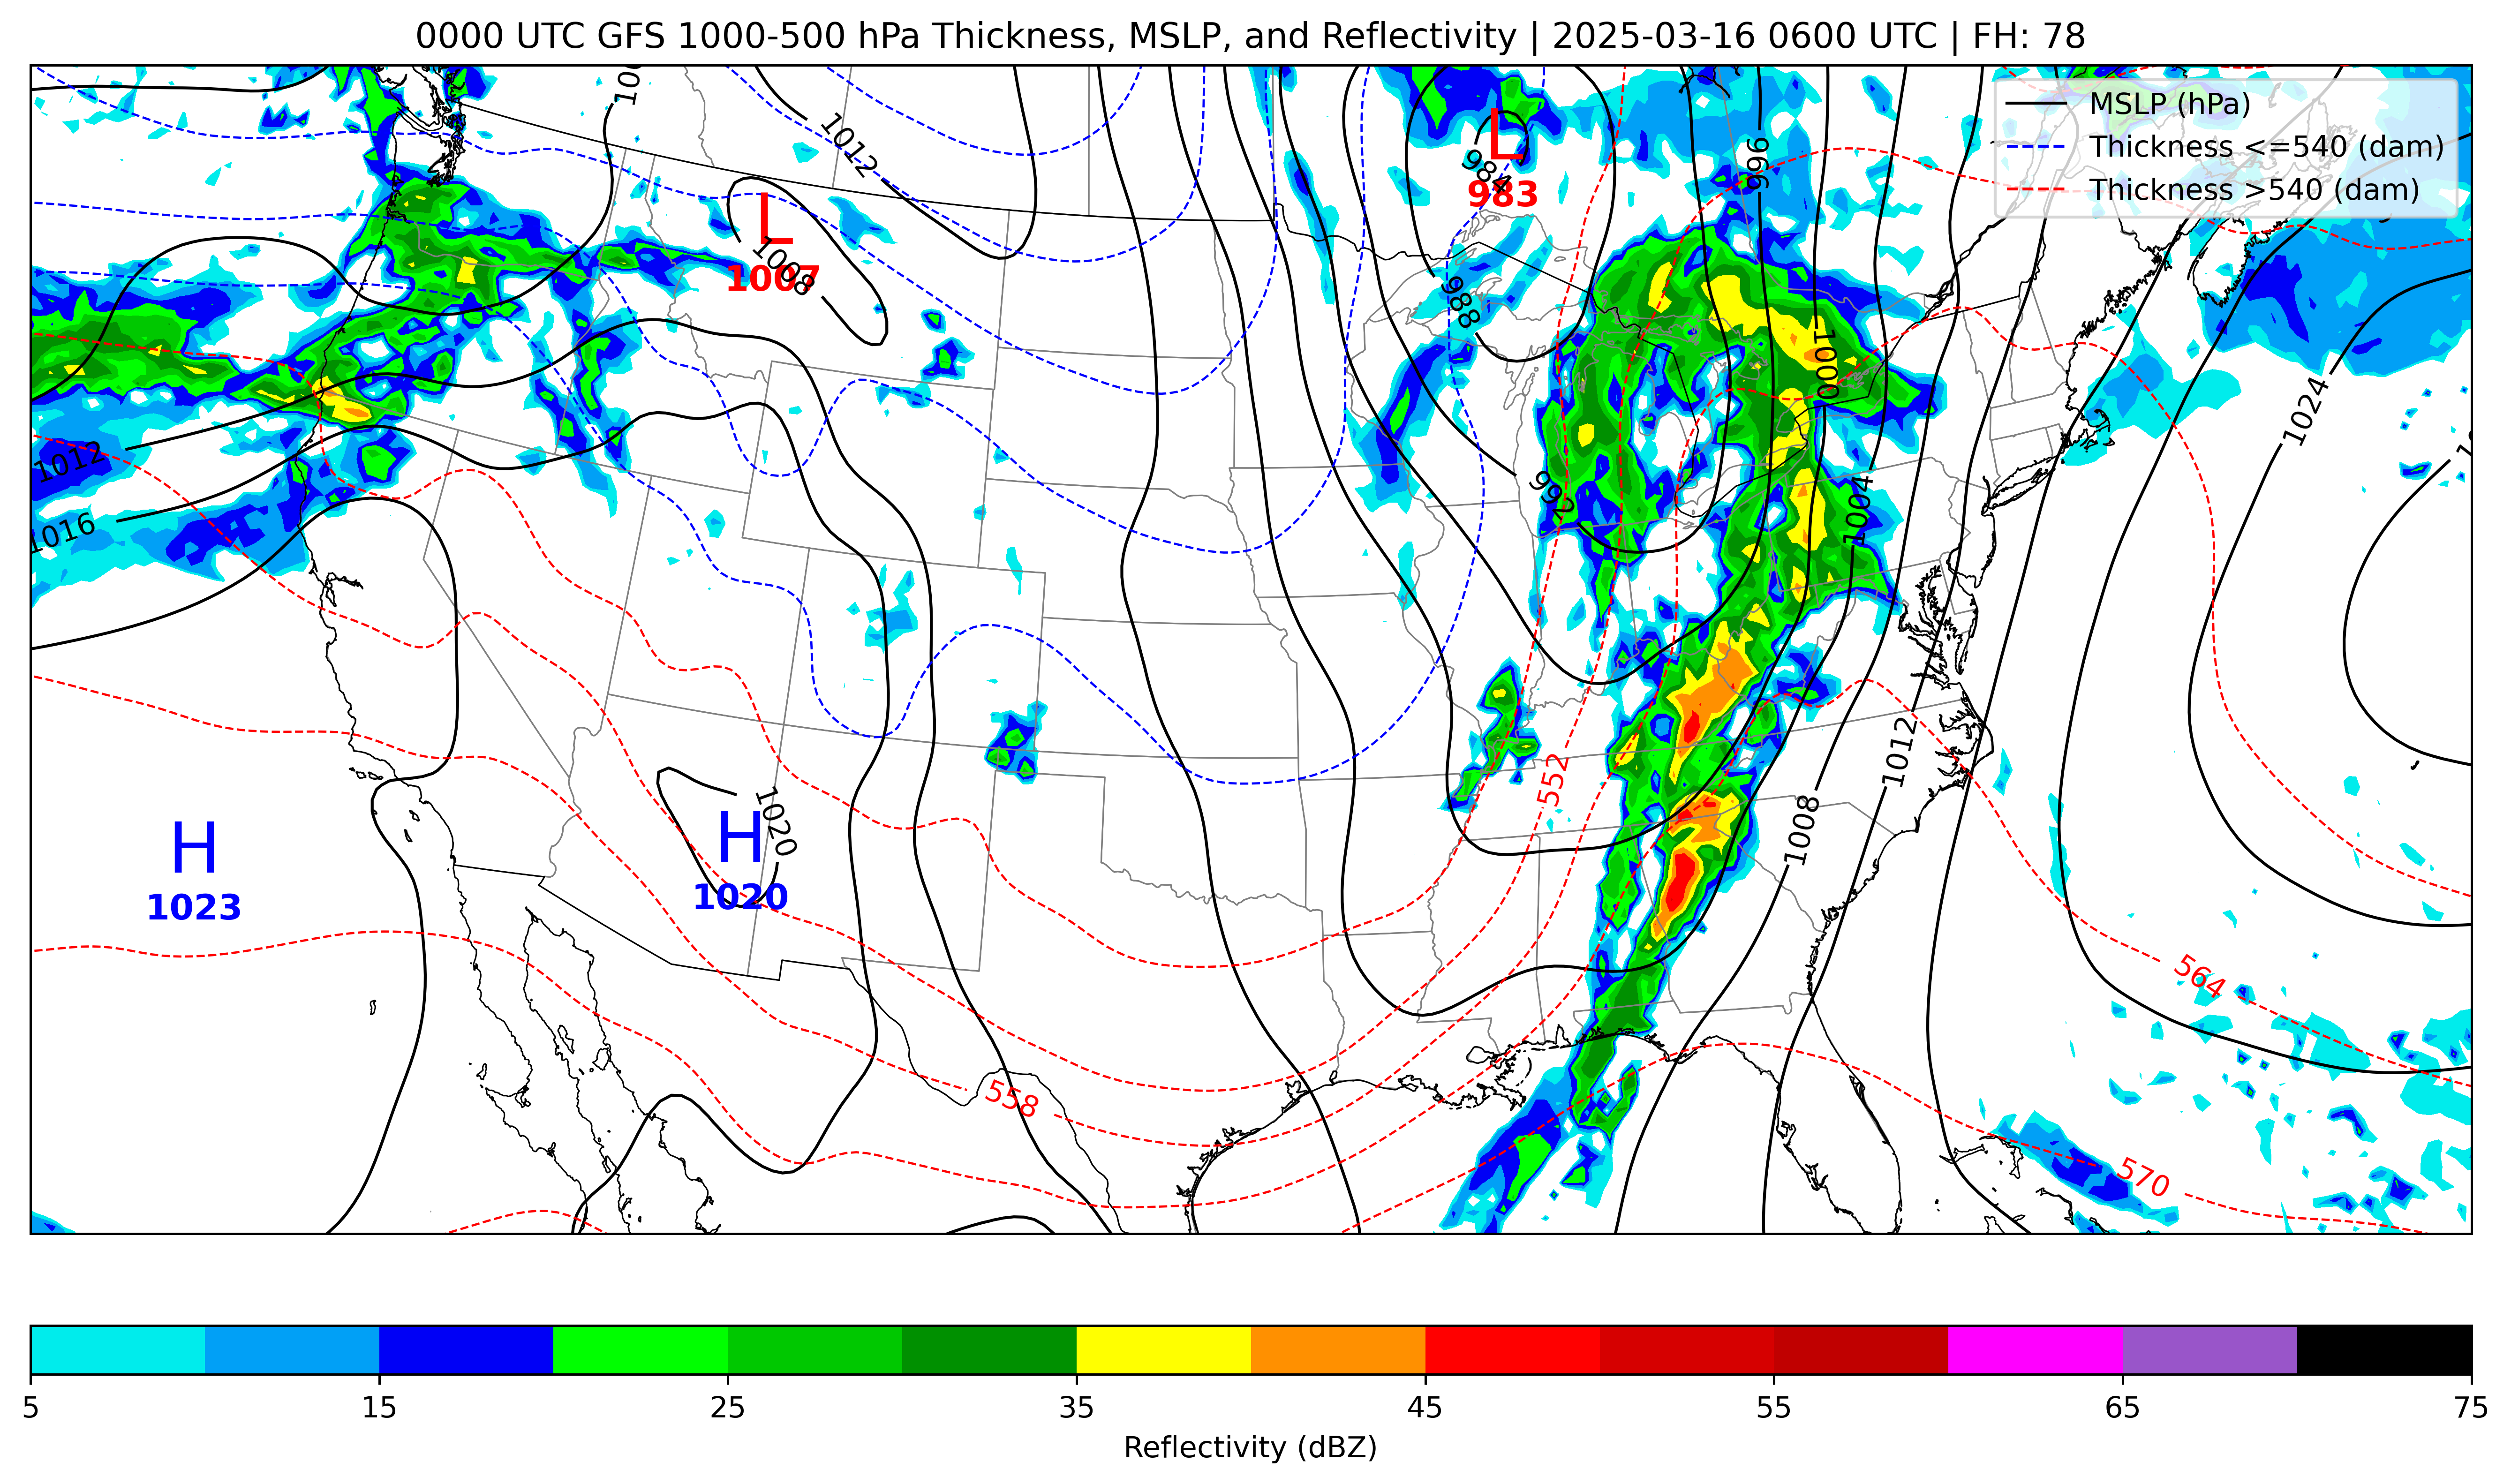 0000 UTC GFS 1000-500 hPa Thickness, MSLP, and Reflectivity | 2025-03-16 0600 UTC | FH: 78
MSLP (hPa)
Thickness <=540 (dam)
Thickness >540 (dam)
1012
L
984
983
996
L
1008
1007
988
1000
1024
1012
992
1004
1016
552
1012
H
1023
H
1020
1020
1008
564
558
570
5 15 25 35 45 55 65 75
Reflectivity (dBZ)